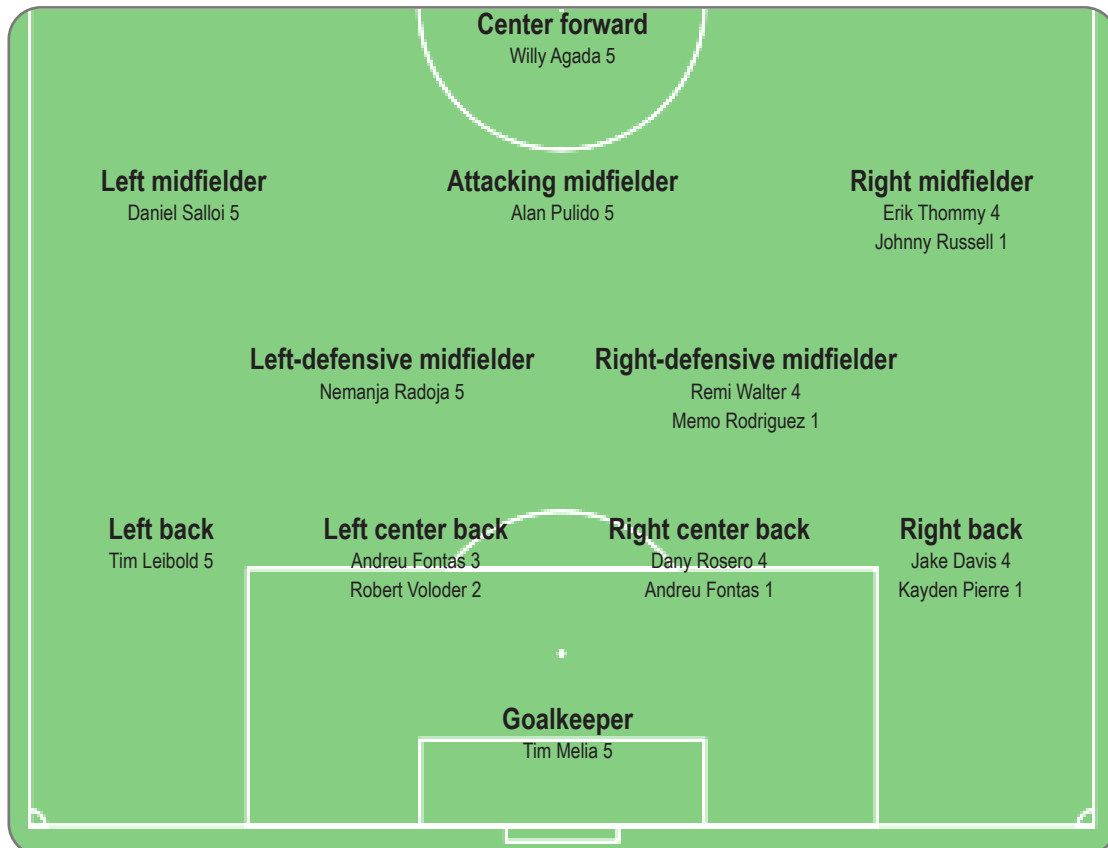 Center forward
Willy Agada 5
Left midfielder
Daniel Salloi 5
Attacking midfielder
Alan Pulido 5
Right midfielder
Erik Thommy 4
Johnny Russell 1
Left-defensive midfielder
Nemanja Radoja 5
Right-defensive midfielder
Remi Walter 4
Memo Rodriguez 1
Left back
Tim Leibold 5
Left center back
Andreu Fontas 3
Robert Voloder 2
Right center back
Dany Rosero 4
Andreu Fontas 1
Right back
Jake Davis 4
Kayden Pierre 1
Goalkeeper
Tim Melia 5